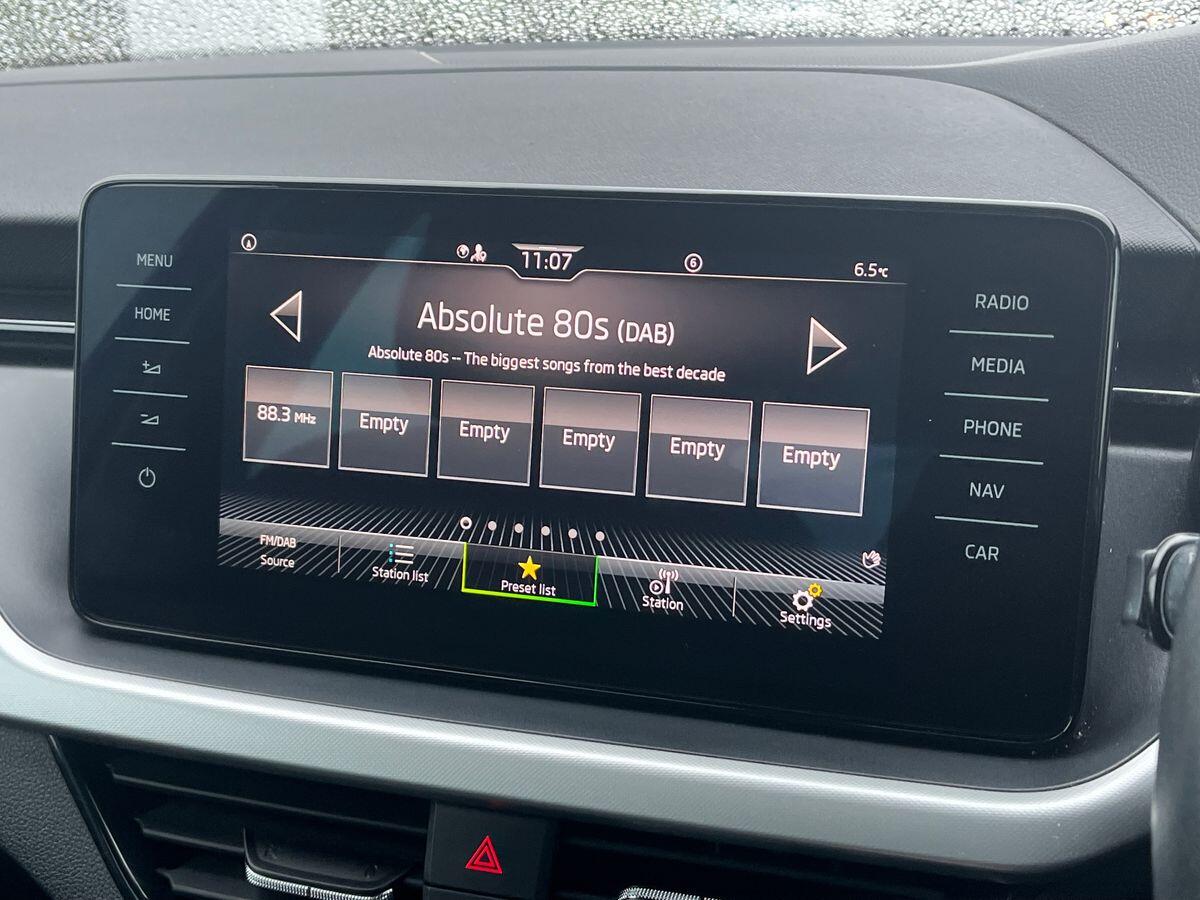 11:07
6
6.5°C
MENU
HOME
RADIO
MEDIA
PHONE
NAV
CAR
Absolute 80s (DAB)
Absolute 80s -- The biggest songs from the best decade
88.3 MHz
Empty
Empty
Empty
Empty
Empty
FM/DAB
Source
Station list
Preset list
Station
Settings